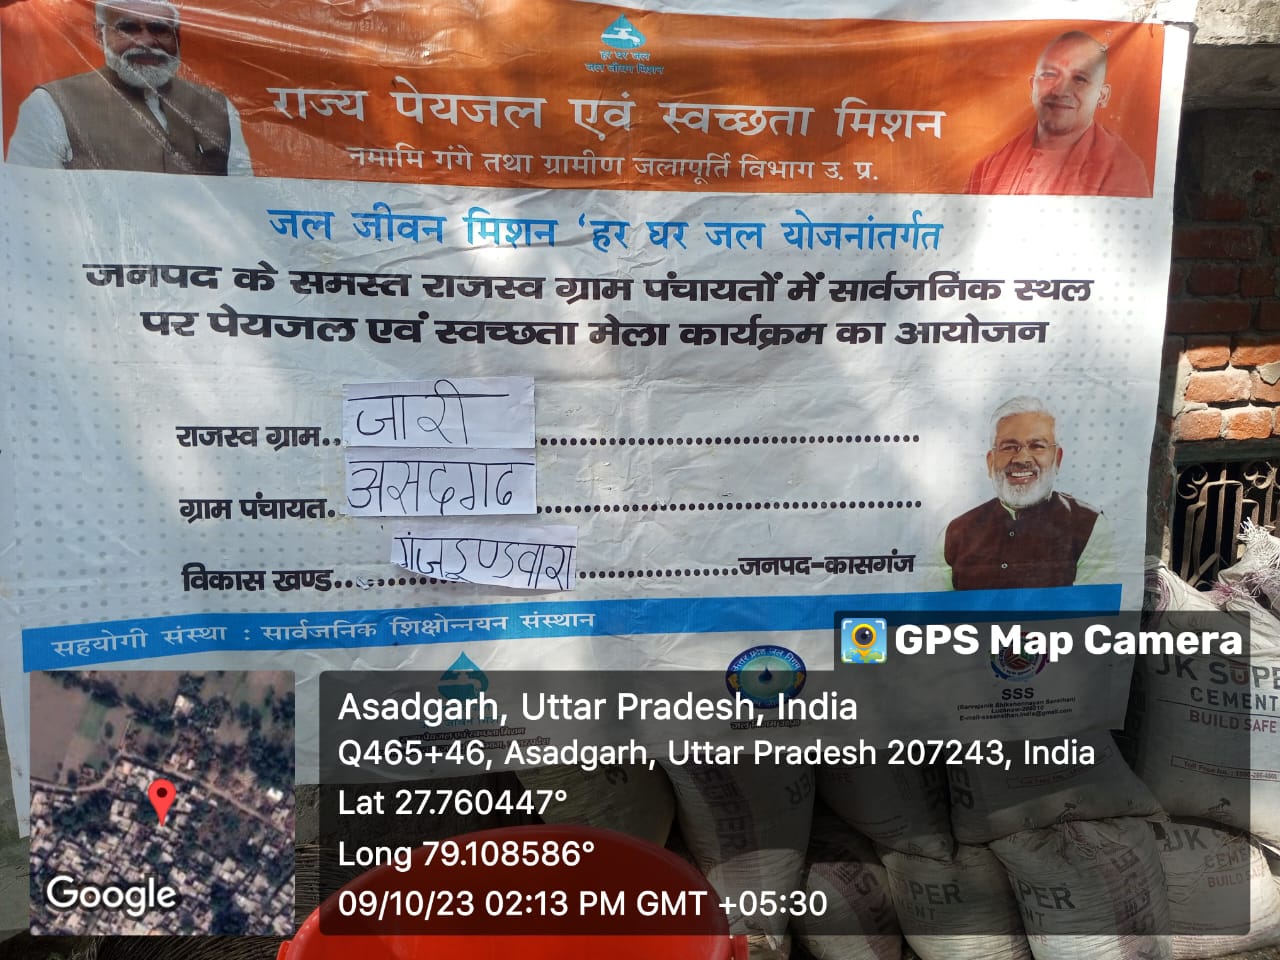 हर घर जल
जल जीवन मिशन
राज्य पेयजल एवं स्वच्छता मिशन
नमामि गंगे तथा ग्रामीण जलापूर्ति विभाग उ. प्र.
जल जीवन मिशन 'हर घर जल योजनांतर्गत
जनपद के समस्त राजस्व ग्राम पंचायतों में सार्वजनिक स्थल
पर पेयजल एवं स्वच्छता मेला कार्यक्रम का आयोजन
राजस्व ग्राम.. जारी
ग्राम पंचायत. असदगढ
विकास खण्ड... गंजडुण्डवारा जनपद-कासगंज
सहयोगी संस्था : सार्वजनिक शिक्षोन्नयन संस्थान
GPS Map Camera
SSS
(Sarvajanik Shikshonnayan Sansthan)
JK SUPER
CEMENT
BUILD SAFE
Asadgarh, Uttar Pradesh, India
Q465+46, Asadgarh, Uttar Pradesh 207243, India
Lat 27.760447°
Long 79.108586°
09/10/23 02:13 PM GMT +05:30
Google